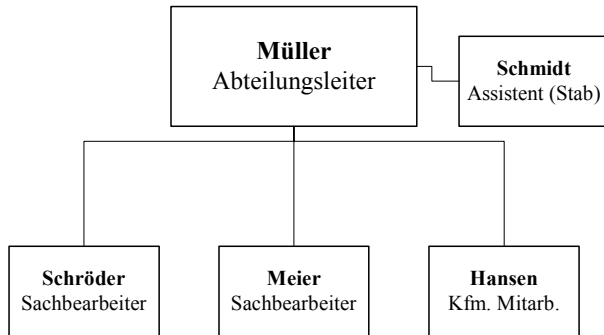 Müller
Abteilungsleiter
Schmidt
Assistent (Stab)
Schröder
Sachbearbeiter
Meier
Sachbearbeiter
Hansen
Kfm. Mitarb.